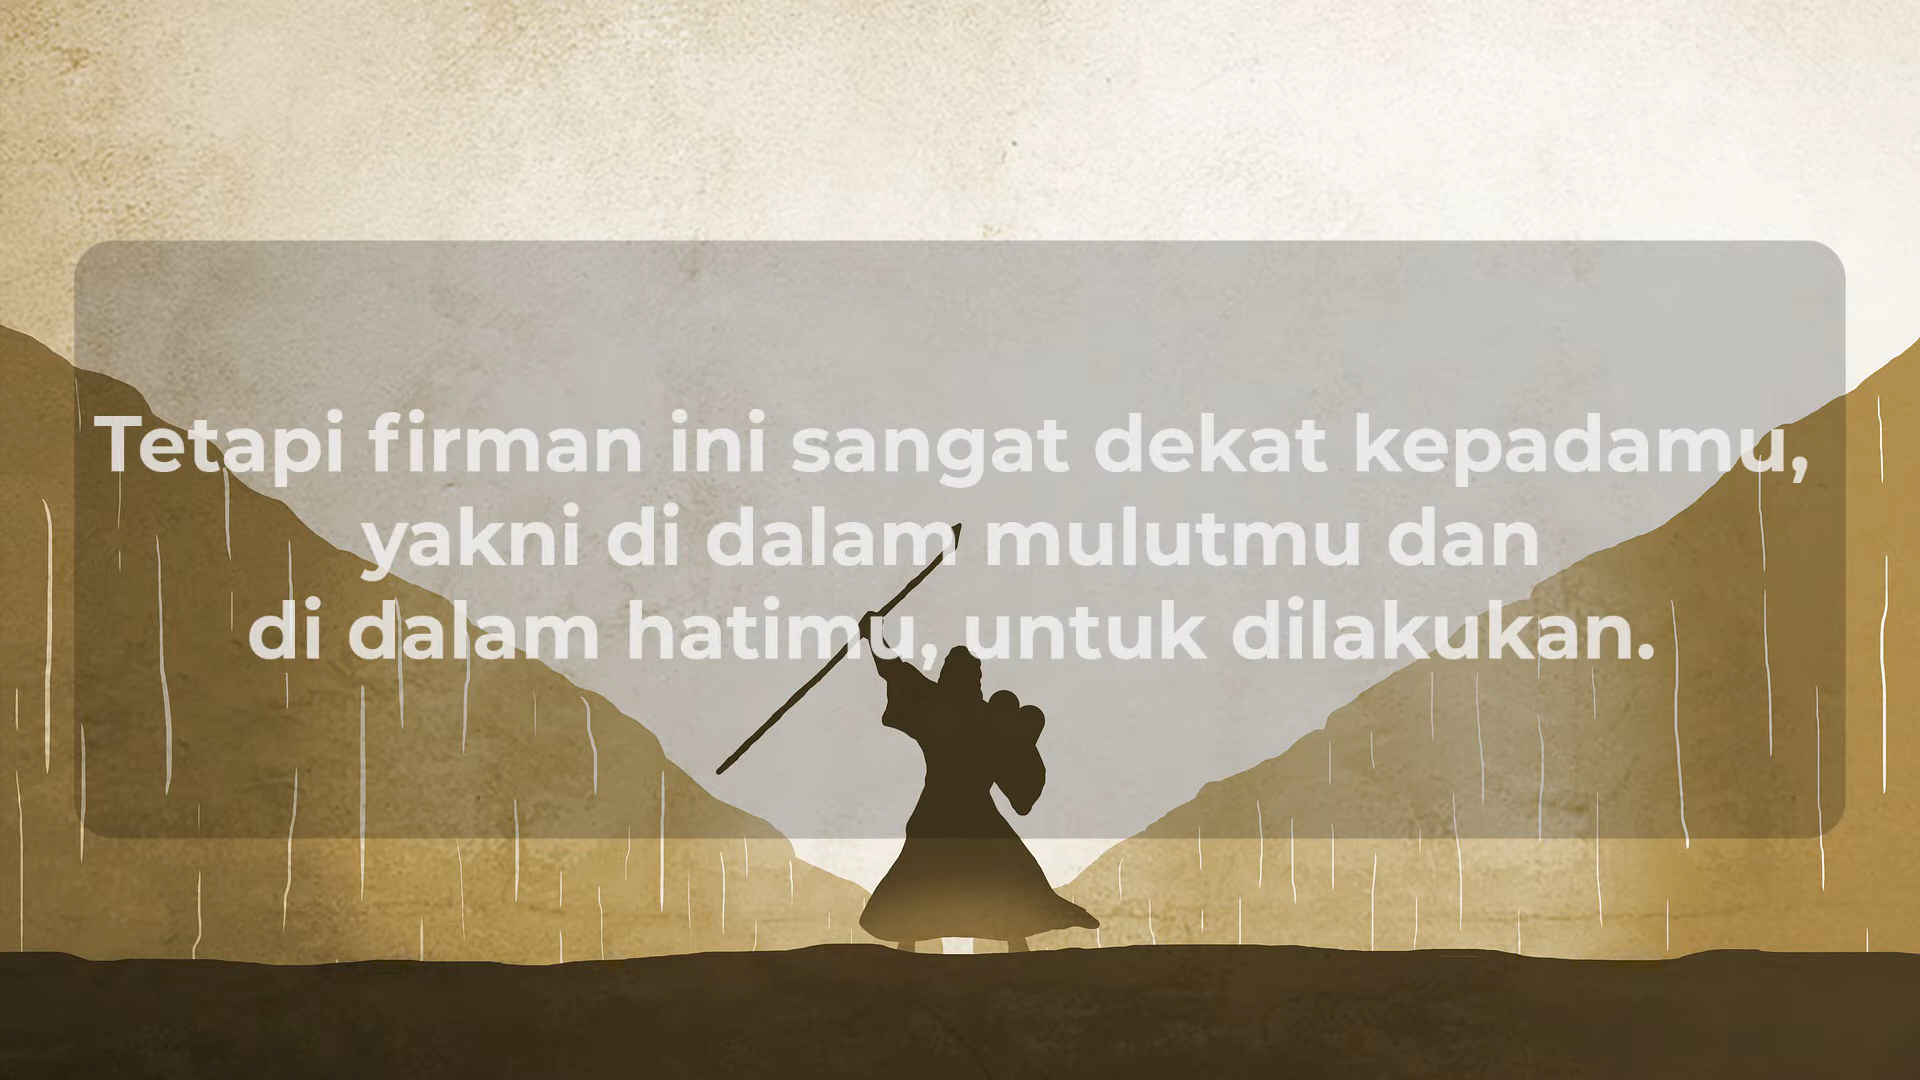 Tetapi firman ini sangat dekat kepadamu,
yakni di dalam mulutmu dan
di dalam hatimu, untuk dilakukan.